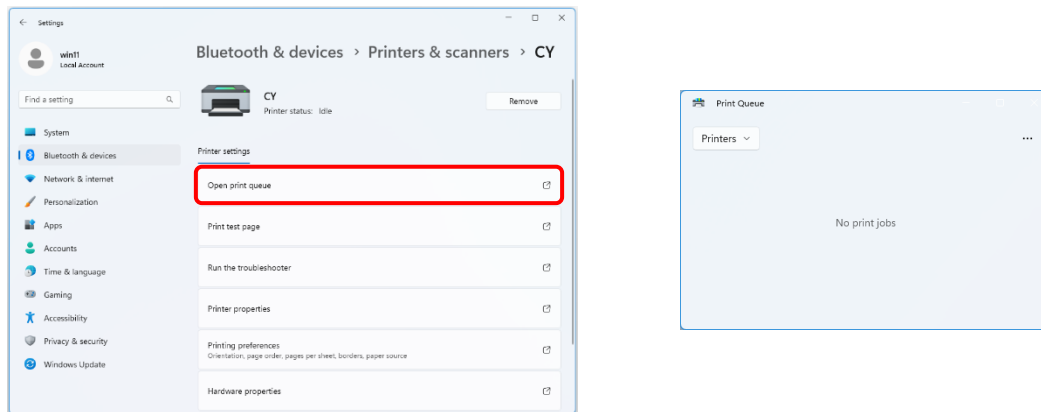 Settings
win11
Local Account
Find a setting
System
Bluetooth & devices
Network & internet
Personalization
Apps
Accounts
Time & language
Gaming
Accessibility
Privacy & security
Windows Update
Bluetooth & devices > Printers & scanners > CY
CY
Printer status: Idle
Remove
Printer settings
Open print queue
Print test page
Run the troubleshooter
Printer properties
Printing preferences
Orientation, page order, pages per sheet, borders, paper source
Hardware properties
Print Queue
Printers
No print jobs